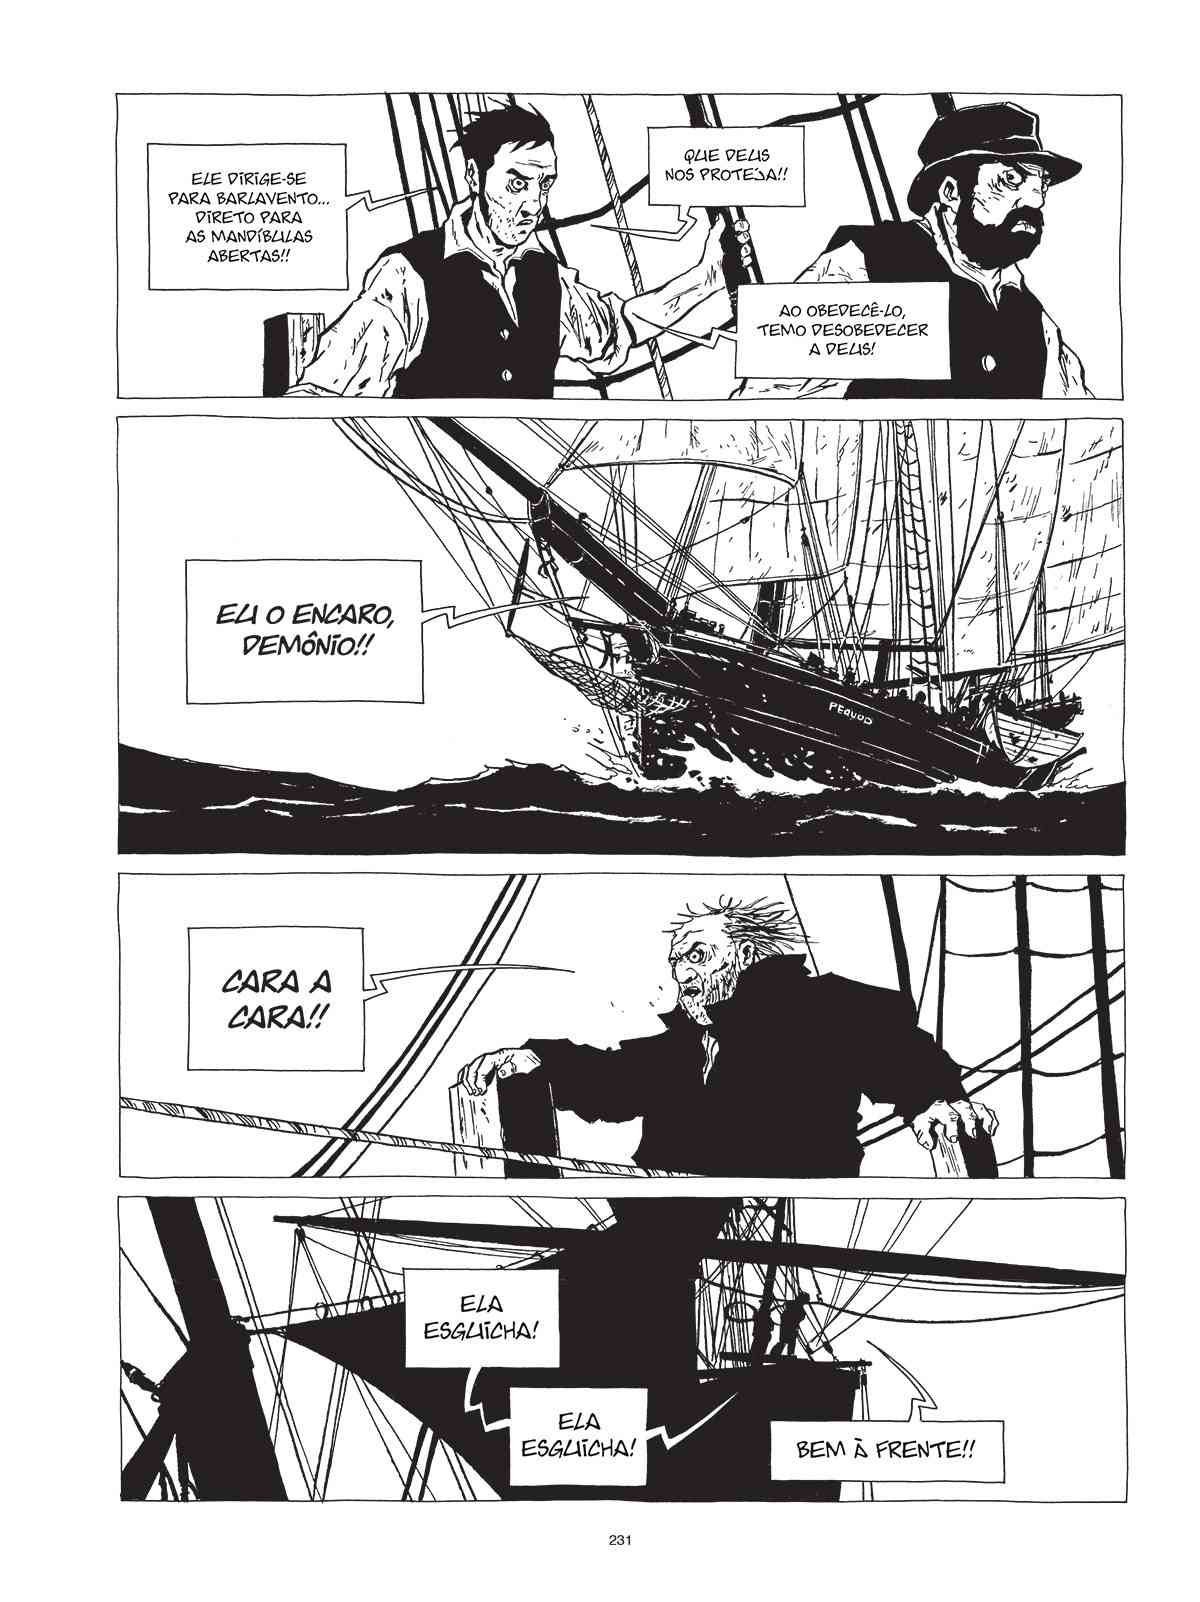 ELE DIRIGE-SE
PARA BARLAVENTO...
DIRETO PARA
AS MANDÍBULAS
ABERTAS!!
QUE DEUS
NOS PROTEJA!!
AO OBEDECÊ-LO,
TEMO DESOBEDECER
A DEUS!
EU O ENCARO,
DEMÔNIO!!
PEQUOD
CARA A
CARA!!
ELA
ESGUICHA!
ELA
ESGUICHA!
BEM À FRENTE!!
231